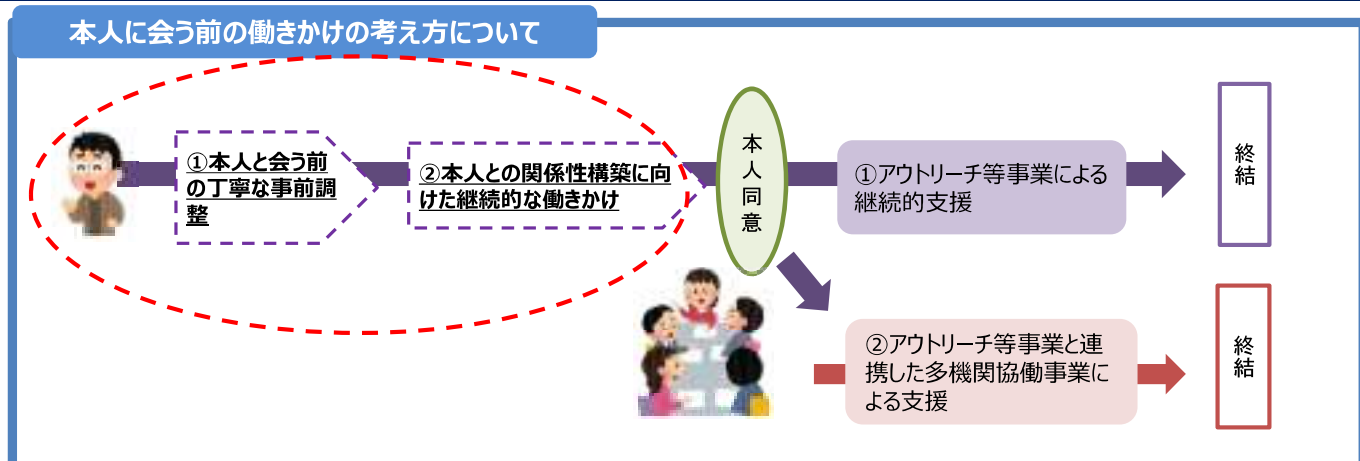 本人に会う前の働きかけの考え方について
①本人と会う前
の丁寧な事前調
整
②本人との関係性構築に向
けた継続的な働きかけ
本人同意
①アウトリーチ等事業による
継続的支援
終結
②アウトリーチ等事業と連
携した多機関協働事業に
よる支援
終結